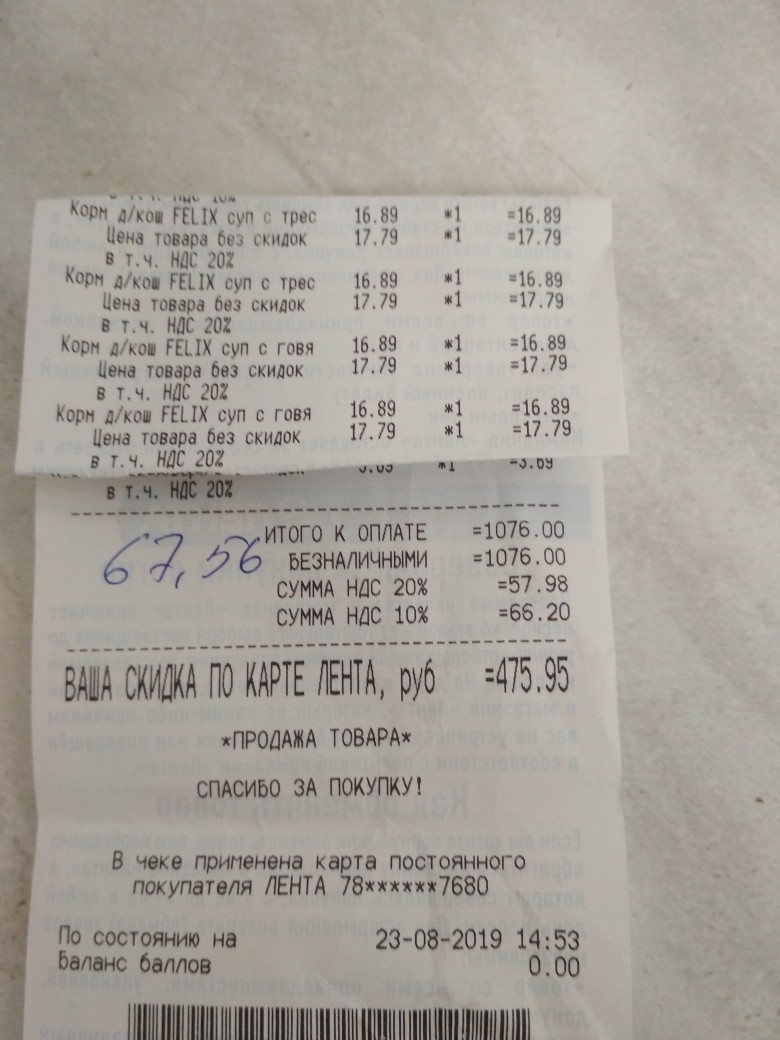 Корм д/кош FELIX суп с трес 16.89 *1 =16.89
Цена товара без скидок 17.79 *1 =17.79
в т.ч. НДС 20%
Корм д/кош FELIX суп с трес 16.89 *1 =16.89
Цена товара без скидок 17.79 *1 =17.79
в т.ч. НДС 20%
Корм д/кош FELIX суп с говя 16.89 *1 =16.89
Цена товара без скидок 17.79 *1 =17.79
в т.ч. НДС 20%
Корм д/кош FELIX суп с говя 16.89 *1 =16.89
Цена товара без скидок 17.79 *1 =17.79
в т.ч. НДС 20%
в т.ч. НДС 20%
ИТОГО К ОПЛАТЕ =1076.00
67,56 БЕЗНАЛИЧНЫМИ =1076.00
СУММА НДС 20% =57.98
СУММА НДС 10% =66.20
ВАША СКИДКА ПО КАРТЕ ЛЕНТА, руб =475.95
*ПРОДАЖА ТОВАРА*
СПАСИБО ЗА ПОКУПКУ!
В чеке применена карта постоянного
покупателя ЛЕНТА 78******7680
По состоянию на 23-08-2019 14:53
Баланс баллов 0.00